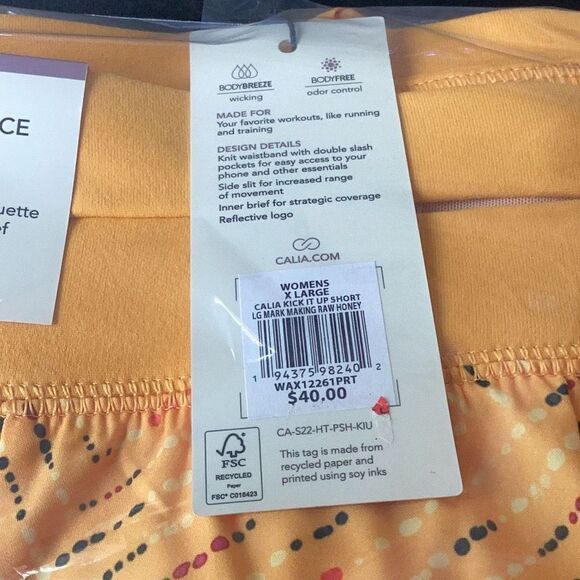 CE
uette
f
BODYBREEZE
wicking
BODYFREE
odor control
MADE FOR
Your favorite workouts, like running
and training
DESIGN DETAILS
Knit waistband with double slash
pockets for easy access to your
phone and other essentials
Side slit for increased range
of movement
Inner brief for strategic coverage
Reflective logo
CALIA.COM
WOMENS
X LARGE
CALIA KICK IT UP SHORT
LG MARK MAKING RAW HONEY
1 94375 98240 2
WAX12261PRT
$40.00
CA-S22-HT-PSH-KIU
FSC
RECYCLED
Paper
FSC® C016423
This tag is made from
recycled paper and
printed using soy inks